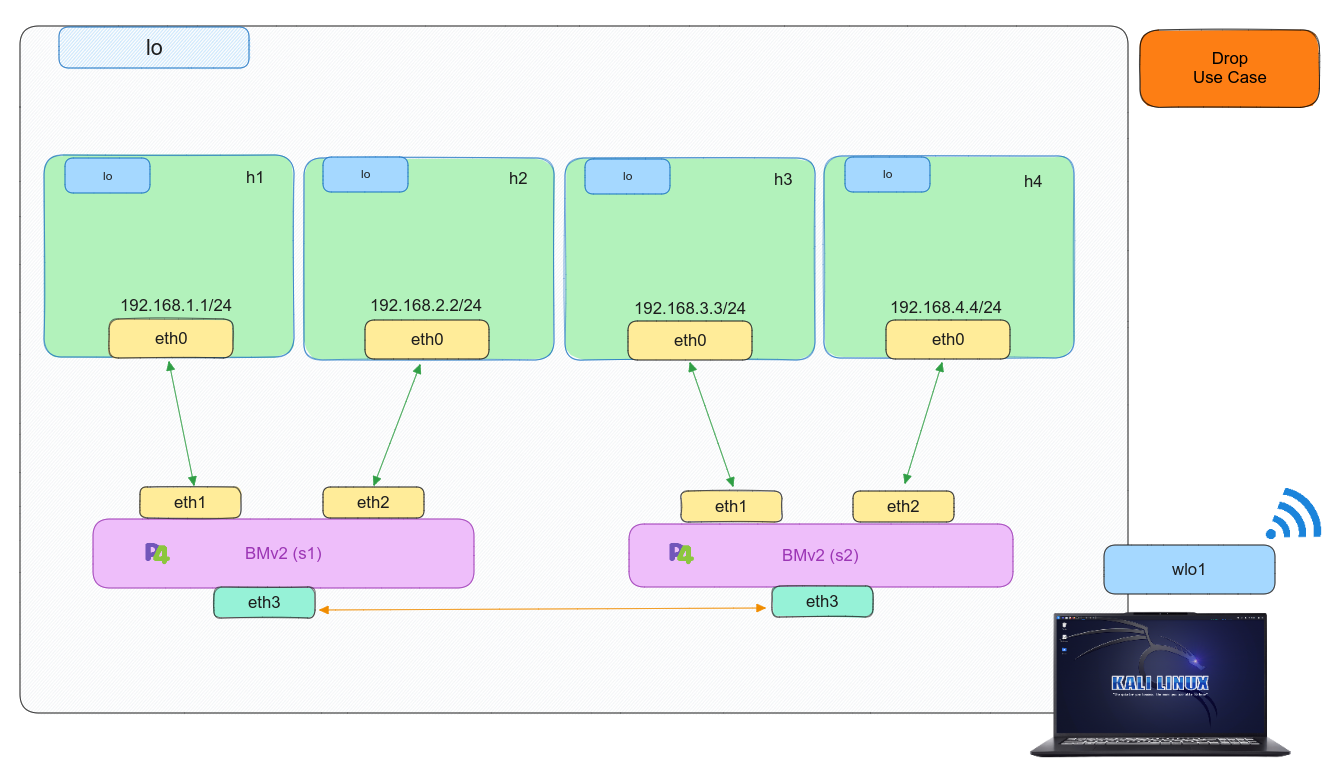 lo
Drop
Use Case
lo
h1
lo
h2
lo
h3
lo
h4
192.168.1.1/24
192.168.2.2/24
192.168.3.3/24
192.168.4.4/24
eth0
eth0
eth0
eth0
eth1
eth2
eth1
eth2
P4
BMv2 (s1)
P4
BMv2 (s2)
eth3
eth3
wlo1
KALI LINUX